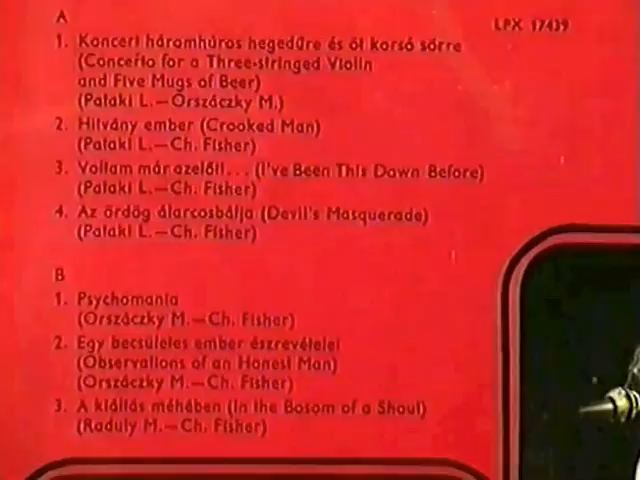 A
LPX 17439
1. Koncert háromhúros hegedűre és öt korsó sörre
(Concerto for a Three-stringed Violin
and Five Mugs of Beer)
(Pataki L.—Orszáczky M.)
2. Hitvány ember (Crooked Man)
(Pataki L.—Ch. Fisher)
3. Voltam már azelőtt... (I've Been This Down Before)
(Pataki L.—Ch. Fisher)
4. Az ördög álarcosbálja (Devil's Masquerade)
(Pataki L.—Ch. Fisher)
B
1. Psychomania
(Orszáczky M.—Ch. Fisher)
2. Egy becsületes ember észrevételei
(Observations of an Honest Man)
(Orszáczky M.—Ch. Fisher)
3. A kiáltás méhében (In the Bosom of a Shout)
(Raduly M.—Ch. Fisher)